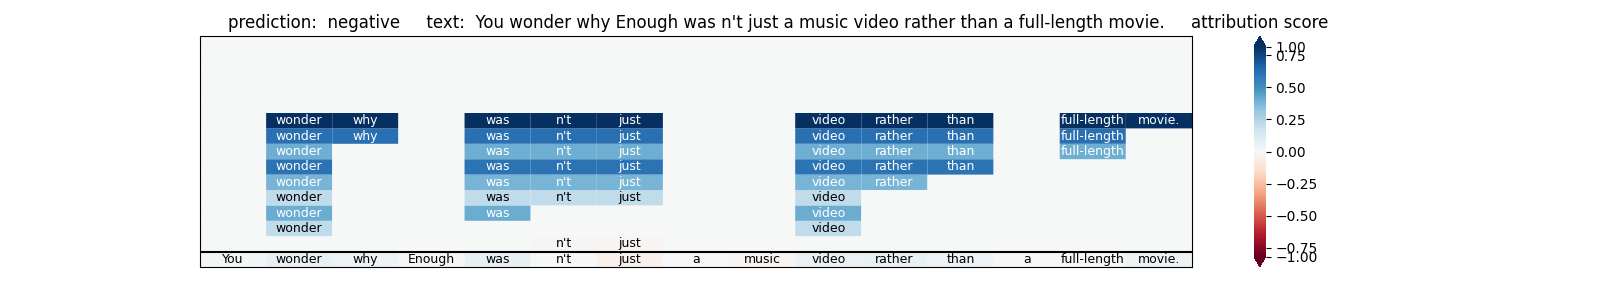 prediction:  negative     text:  You wonder why Enough was n't just a music video rather than a full-length movie.     attribution score
wonder why was n't just video rather than full-length movie.
wonder why was n't just video rather than full-length
wonder was n't just video rather than full-length
wonder was n't just video rather than
wonder was n't just video rather
wonder was n't just video
wonder was video
wonder video
n't just
You wonder why Enough was n't just a music video rather than a full-length movie.
1.00
0.75
0.50
0.25
0.00
−0.25
−0.50
−0.75
−1.00